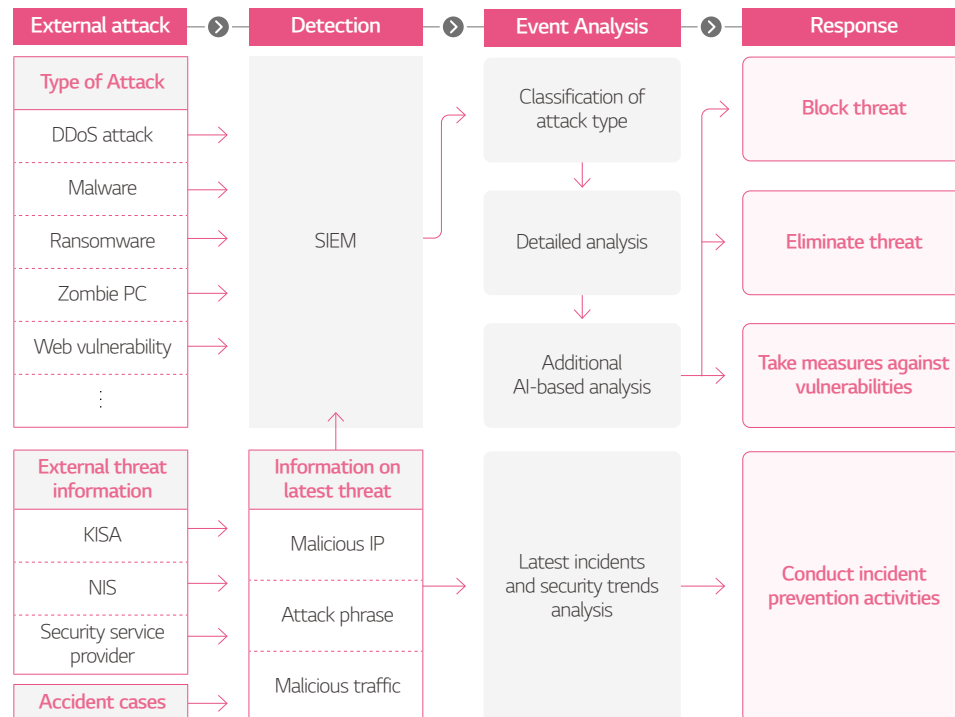 External attack
Detection
Event Analysis
Response
Type of Attack
DDoS attack
Malware
Ransomware
Zombie PC
Web vulnerability
⋮
SIEM
Classification of
attack type
Detailed analysis
Additional
AI-based analysis
Block threat
Eliminate threat
Take measures against
vulnerabilities
External threat
information
KISA
NIS
Security service
provider
Accident cases
Information on
latest threat
Malicious IP
Attack phrase
Malicious traffic
Latest incidents
and security trends
analysis
Conduct incident
prevention activities